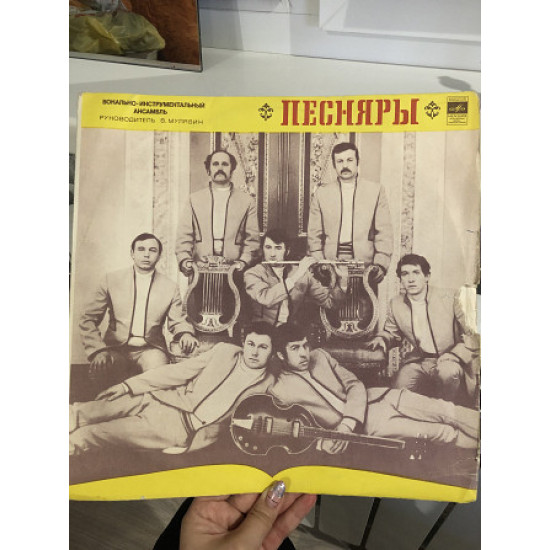 ВОКАЛЬНО-ИНСТРУМЕНТАЛЬНЫЙ
АНСАМБЛЬ
РУКОВОДИТЕЛЬ В. МУЛЯВИН
ПЕСНЯРЫ